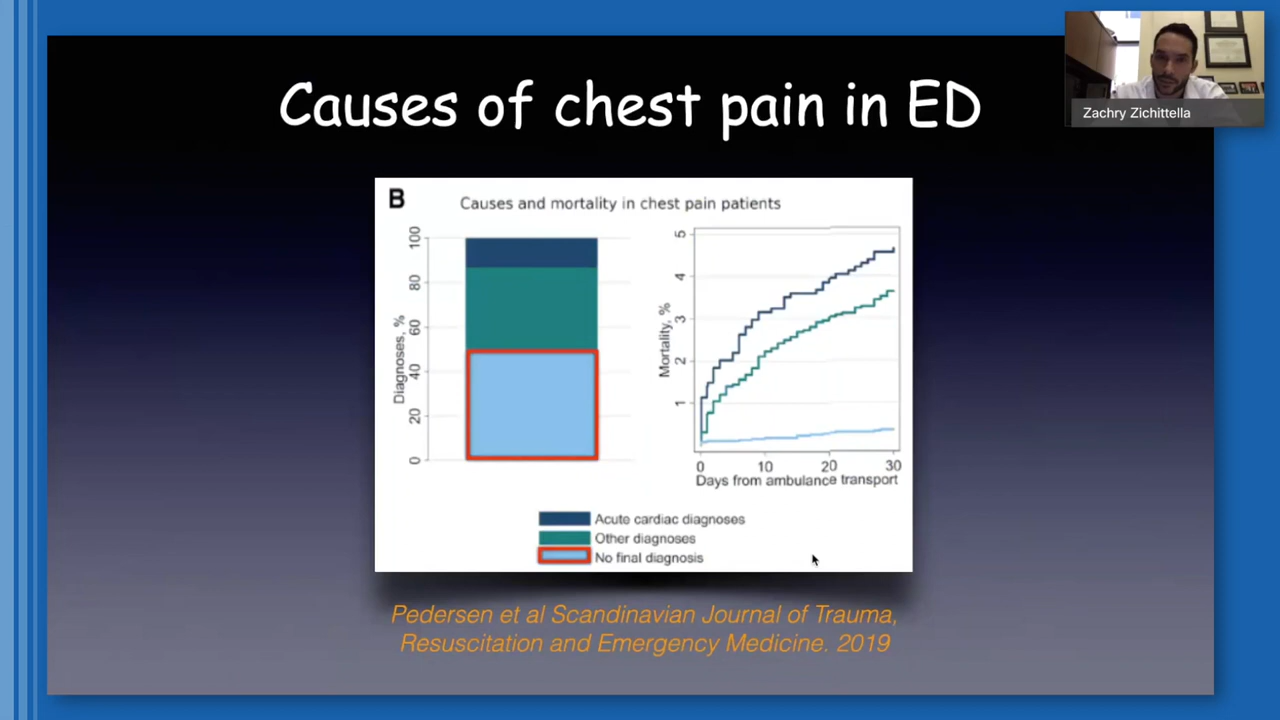 Causes of chest pain in ED
Zachry Zichittella
B
Causes and mortality in chest pain patients
Diagnoses, %
100
80
60
40
20
0
Mortality, %
5
4
3
2
1
0 10 20 30
Days from ambulance transport
Acute cardiac diagnoses
Other diagnoses
No final diagnosis
Pedersen et al Scandinavian Journal of Trauma,
Resuscitation and Emergency Medicine. 2019